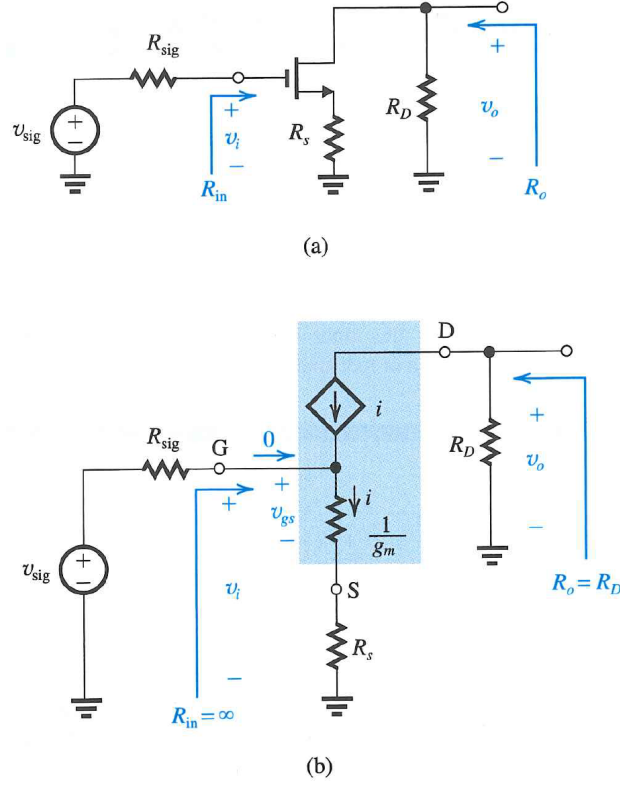 R_sig
v_sig
+
−
+
v_i
−
R_in
R_s
R_D
+
v_o
−
R_o
(a)
D
i
R_sig
G
0
+
v_gs
−
i
1/g_m
R_D
+
v_o
−
R_o = R_D
v_sig
+
−
+
v_i
−
S
R_s
R_in = ∞
(b)